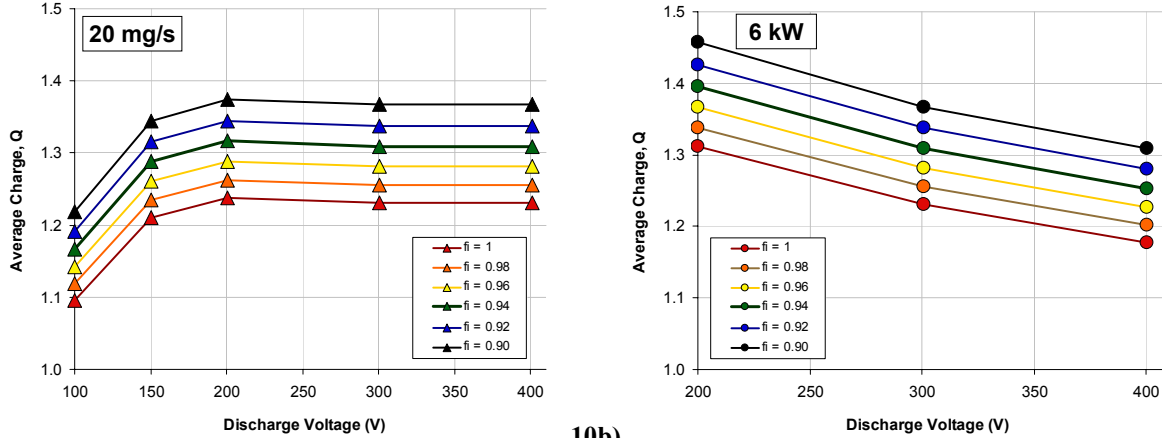 20 mg/s
1.5
1.4
1.3
1.2
1.1
1.0
Average Charge, Q
100
150
200
250
300
350
400
Discharge Voltage (V)
fi = 1
fi = 0.98
fi = 0.96
fi = 0.94
fi = 0.92
fi = 0.90
6 kW
1.5
1.4
1.3
1.2
1.1
1.0
Average Charge, Q
200
250
300
350
400
Discharge Voltage (V)
fi = 1
fi = 0.98
fi = 0.96
fi = 0.94
fi = 0.92
fi = 0.90
10b)